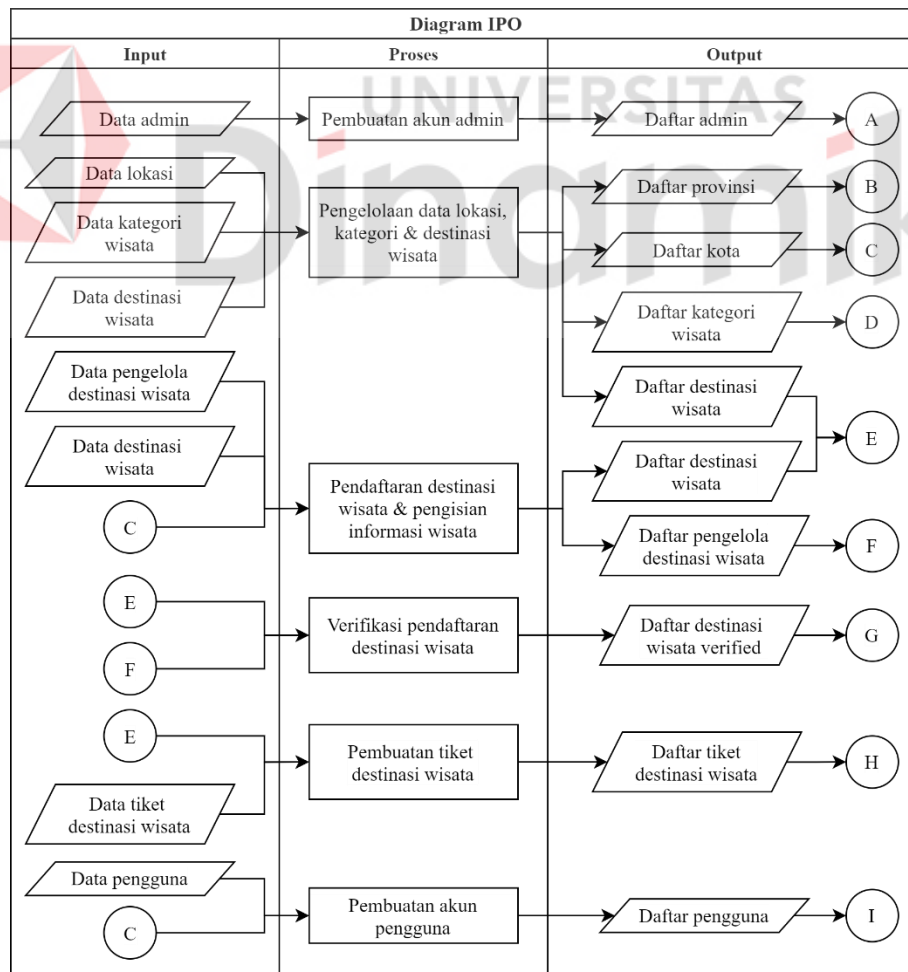 Diagram IPO
Input
Proses
Output
UNIVERSITAS
Dinamik
Data admin
Pembuatan akun admin
Daftar admin
A
Data lokasi
Data kategori
wisata
Data destinasi
wisata
Pengelolaan data lokasi,
kategori & destinasi
wisata
Daftar provinsi
B
Daftar kota
C
Daftar kategori
wisata
D
Daftar destinasi
wisata
E
Data pengelola
destinasi wisata
Data destinasi
wisata
C
Pendaftaran destinasi
wisata & pengisian
informasi wisata
Daftar destinasi
wisata
Daftar pengelola
destinasi wisata
F
E
F
Verifikasi pendaftaran
destinasi wisata
Daftar destinasi
wisata verified
G
E
Data tiket
destinasi wisata
Pembuatan tiket
destinasi wisata
Daftar tiket
destinasi wisata
H
Data pengguna
C
Pembuatan akun
pengguna
Daftar pengguna
I